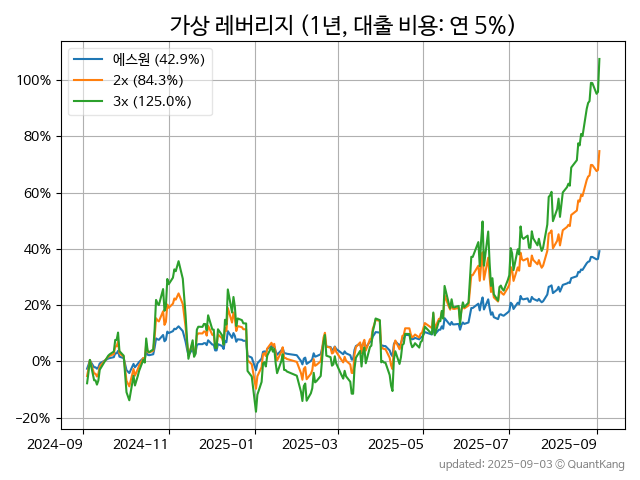 가상 레버리지 (1년, 대출 비용: 연 5%)
에스원 (42.9%)
2x (84.3%)
3x (125.0%)
100%
80%
60%
40%
20%
0%
−20%
2024-09
2024-11
2025-01
2025-03
2025-05
2025-07
2025-09
updated: 2025-09-03 © QuantKang